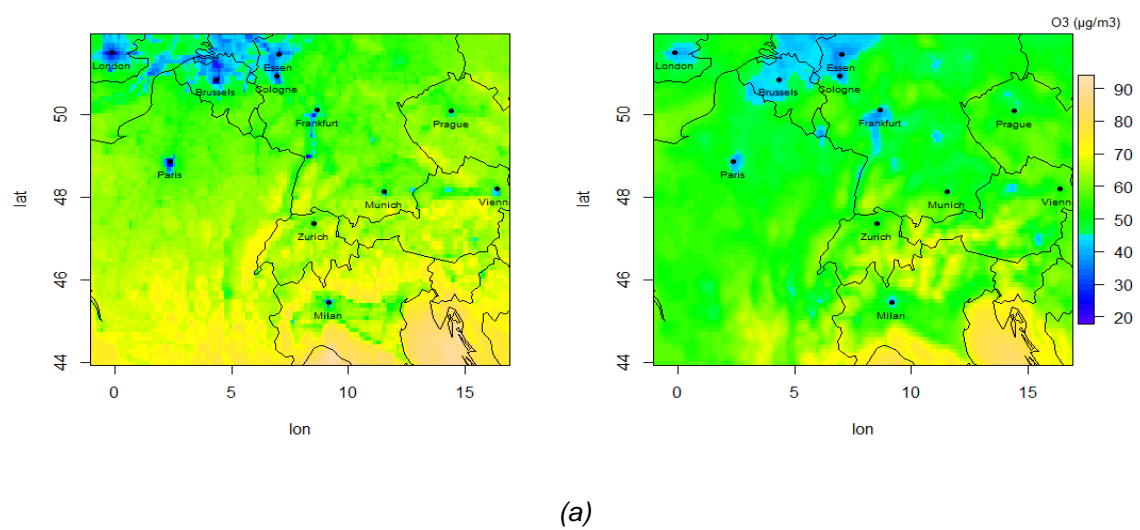 O3 (µg/m3)
London
Essen
Brussels
Cologne
Frankfurt
Prague
Paris
Munich
Vienn
Zurich
Milan
44
46
48
50
lat
0
5
10
15
lon
London
Essen
Brussels
Cologne
Frankfurt
Prague
Paris
Munich
Vienn
Zurich
Milan
44
46
48
50
lat
0
5
10
15
lon
90
80
70
60
50
40
30
20
(a)